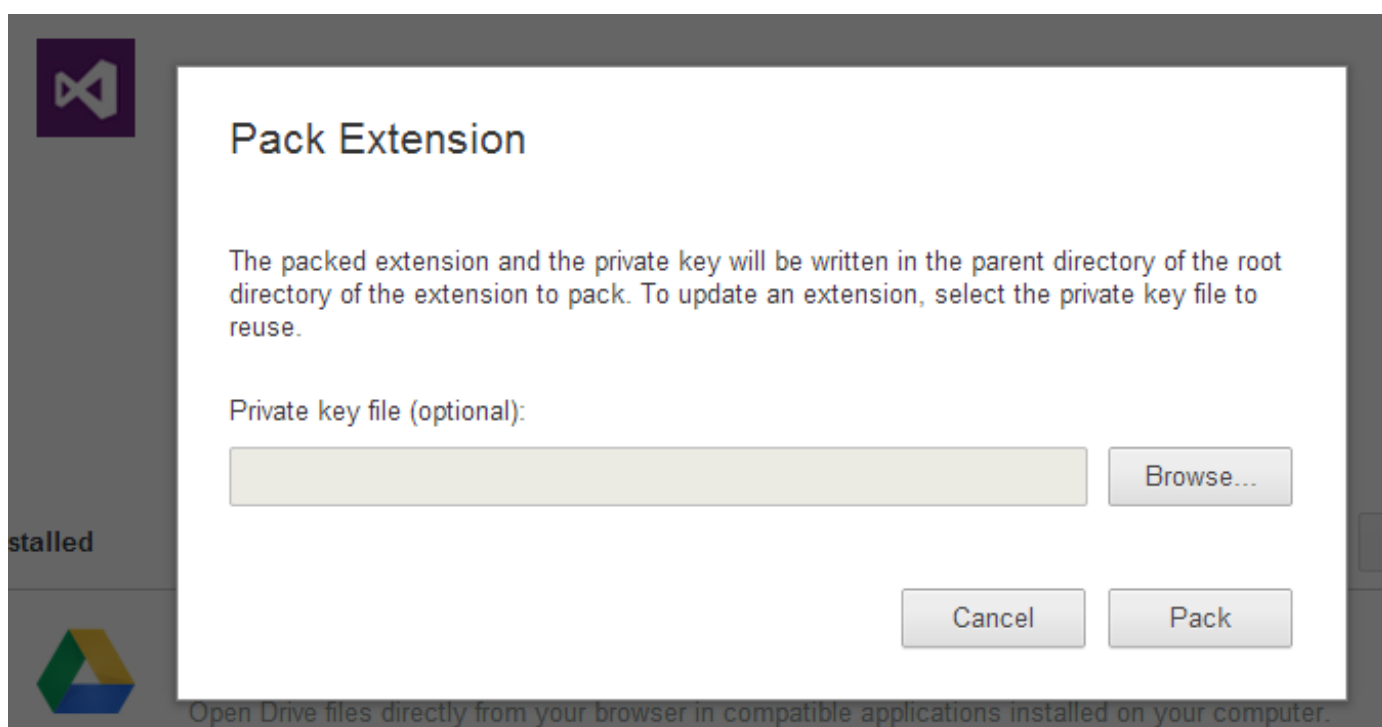 Pack Extension
The packed extension and the private key will be written in the parent directory of the root
directory of the extension to pack. To update an extension, select the private key file to
reuse.
Private key file (optional):
Browse...
stalled
Cancel
Pack
Open Drive files directly from your browser in compatible applications installed on your computer.